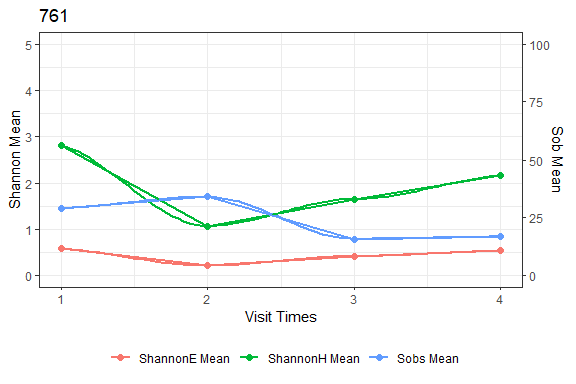 761
5
4
3
2
1
0
Shannon Mean
100
75
50
25
0
Sob Mean
1 2 3 4
Visit Times
ShannonE Mean ShannonH Mean Sobs Mean